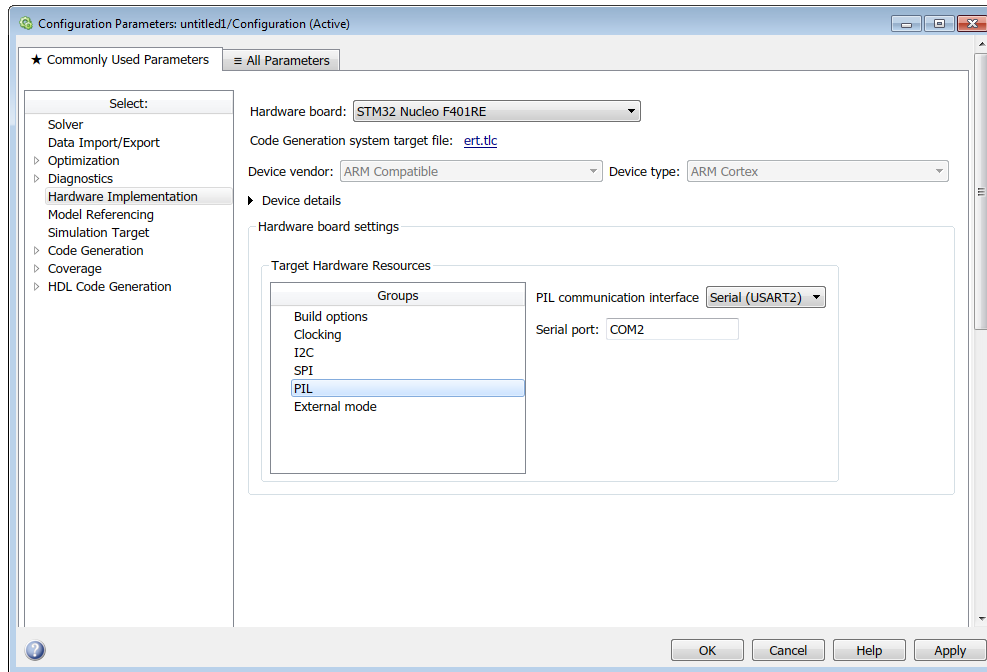 Configuration Parameters: untitled1/Configuration (Active)
★ Commonly Used Parameters
≡ All Parameters
Select:
Solver
Data Import/Export
Optimization
Diagnostics
Hardware Implementation
Model Referencing
Simulation Target
Code Generation
Coverage
HDL Code Generation
Hardware board: STM32 Nucleo F401RE
Code Generation system target file: ert.tlc
Device vendor: ARM Compatible Device type: ARM Cortex
Device details
Hardware board settings
Target Hardware Resources
Groups
Build options
Clocking
I2C
SPI
PIL
External mode
PIL communication interface Serial (USART2)
Serial port: COM2
OK Cancel Help Apply